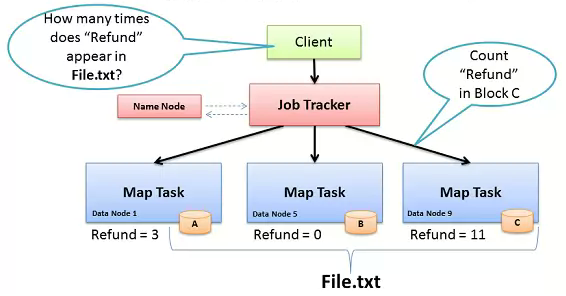 How many times
does “Refund”
appear in
File.txt?
Client
Count
“Refund”
in Block C
Name Node
Job Tracker
Map Task
Data Node 1
A
Map Task
Data Node 5
B
Map Task
Data Node 9
C
Refund = 3
Refund = 0
Refund = 11
File.txt